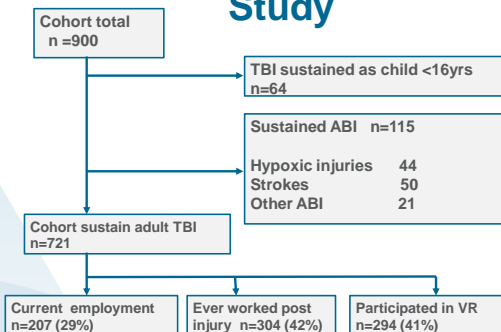 Study
Cohort total
n =900
TBI sustained as child <16yrs
n=64
Sustained ABI n=115
Hypoxic injuries 44
Strokes 50
Other ABI 21
Cohort sustain adult TBI
n=721
Current employment
n=207 (29%)
Ever worked post
injury n=304 (42%)
Participated in VR
n=294 (41%)